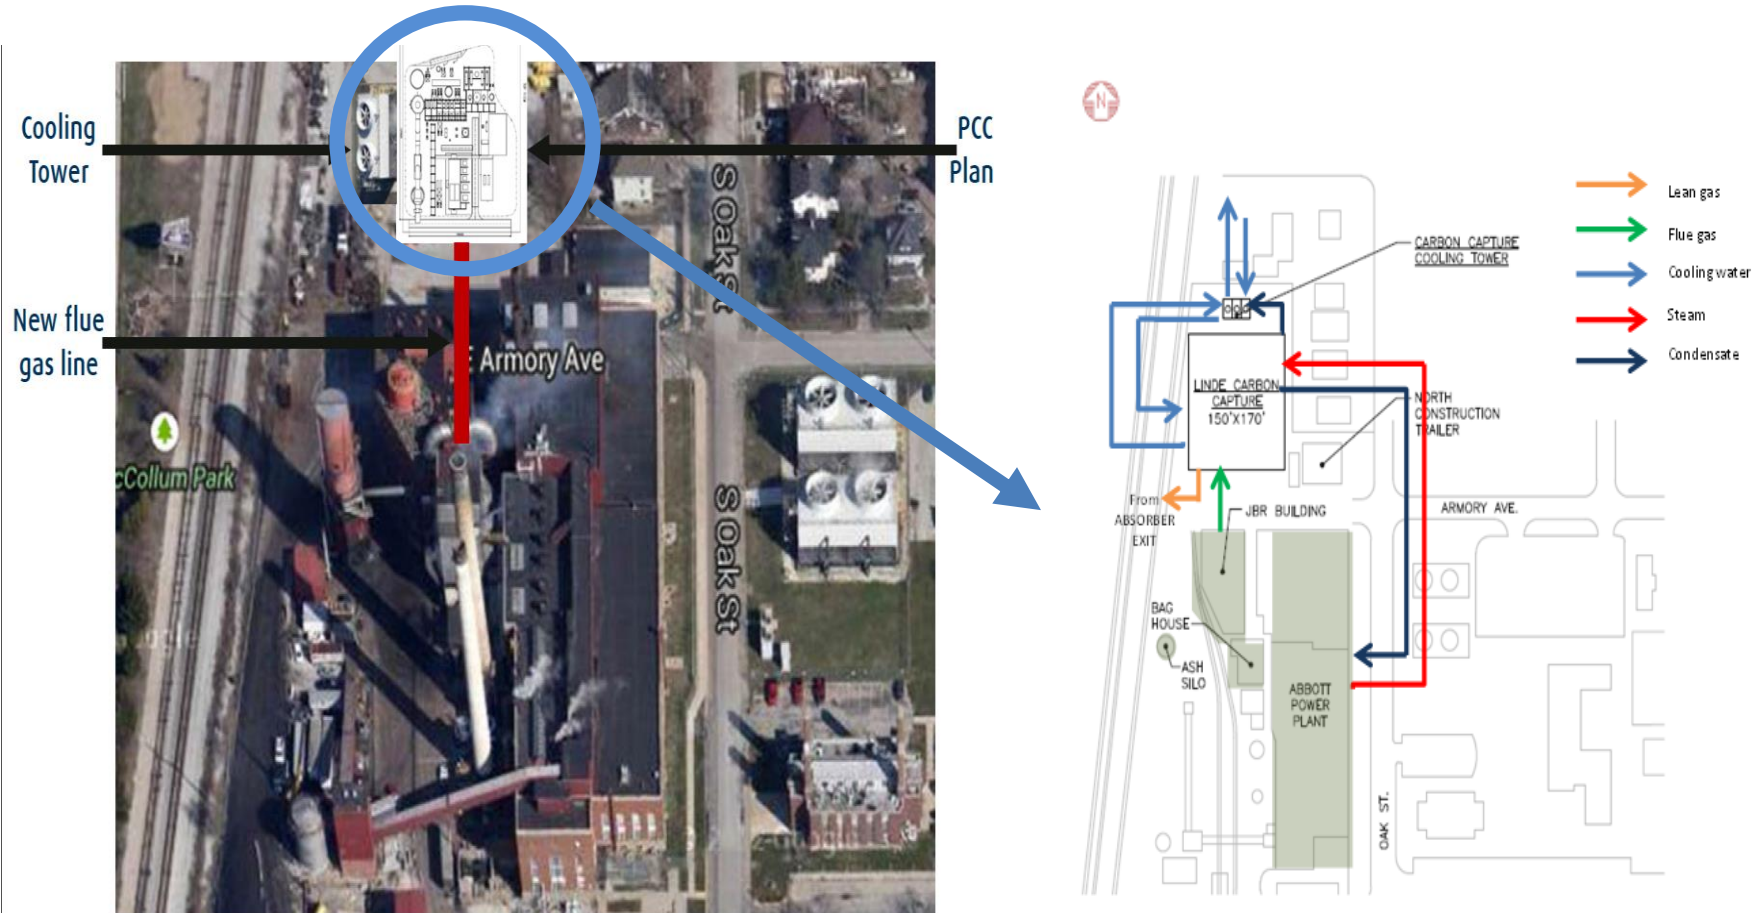 Cooling
Tower
PCC
Plan
New flue
gas line
E Armory Ave
S Oak St
S Oak St
cCollum Park
N
Lean gas
Flue gas
Cooling water
Steam
Condensate
CARBON CAPTURE
COOLING TOWER
LINDE CARBON
CAPTURE
150'X170'
NORTH
CONSTRUCTION
TRAILER
From
ABSORBER
EXIT
JBR BUILDING
ARMORY AVE.
BAG
HOUSE
ASH
SILO
ABBOTT
POWER
PLANT
OAK ST.